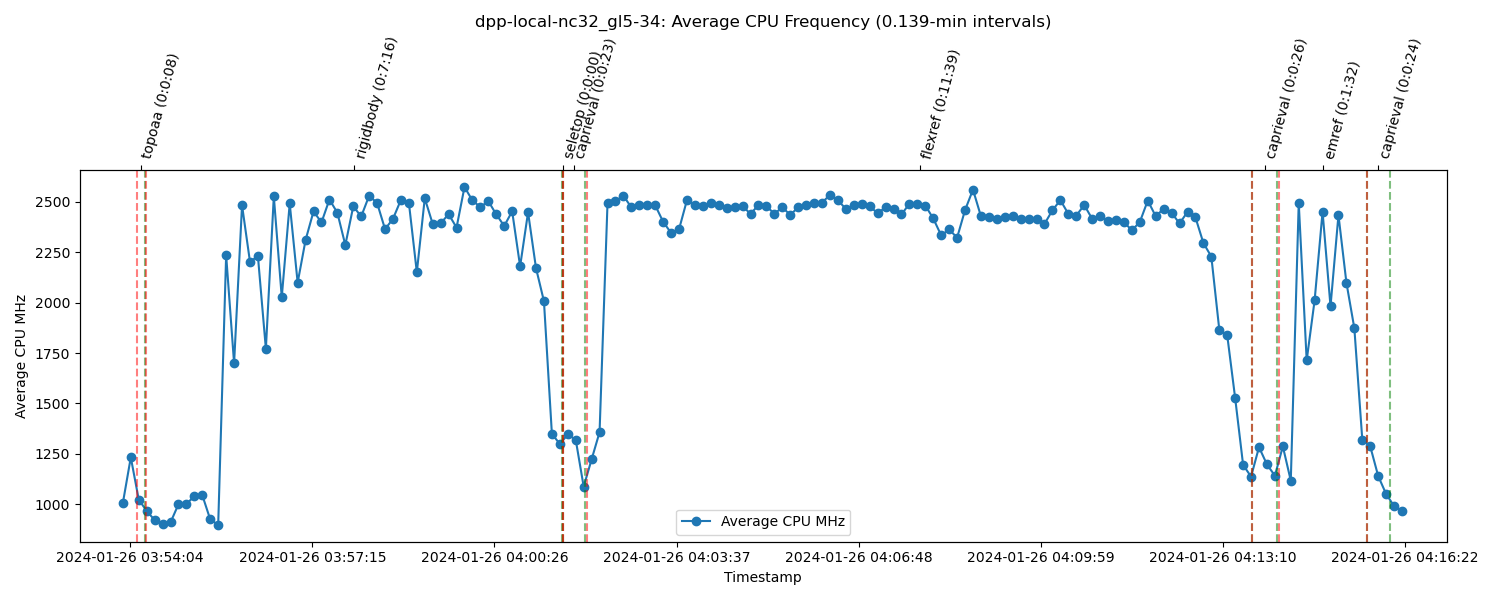 dpp-local-nc32_gl5-34: Average CPU Frequency (0.139-min intervals)
topoaa (0:0:08)
rigidbody (0:7:16)
seletop (0:0:00)
caprieval (0:0:23)
flexref (0:11:39)
caprieval (0:0:26)
emref (0:1:32)
caprieval (0:0:24)
Average CPU MHz
2500
2250
2000
1750
1500
1250
1000
Average CPU MHz
2024-01-26 03:54:04
2024-01-26 03:57:15
2024-01-26 04:00:26
2024-01-26 04:03:37
2024-01-26 04:06:48
2024-01-26 04:09:59
2024-01-26 04:13:10
2024-01-26 04:16:22
Timestamp